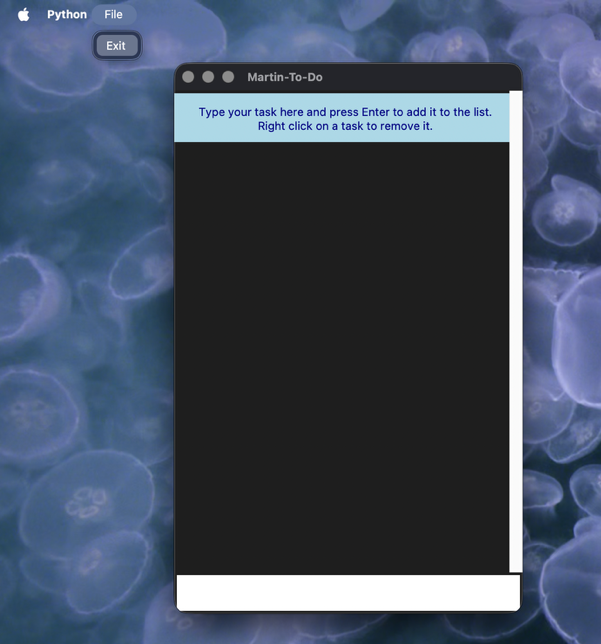 Python File
Exit
Martin-To-Do
Type your task here and press Enter to add it to the list.
Right click on a task to remove it.